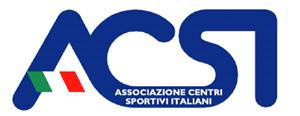 ACSI
ASSOCIAZIONE CENTRI
SPORTIVI ITALIANI